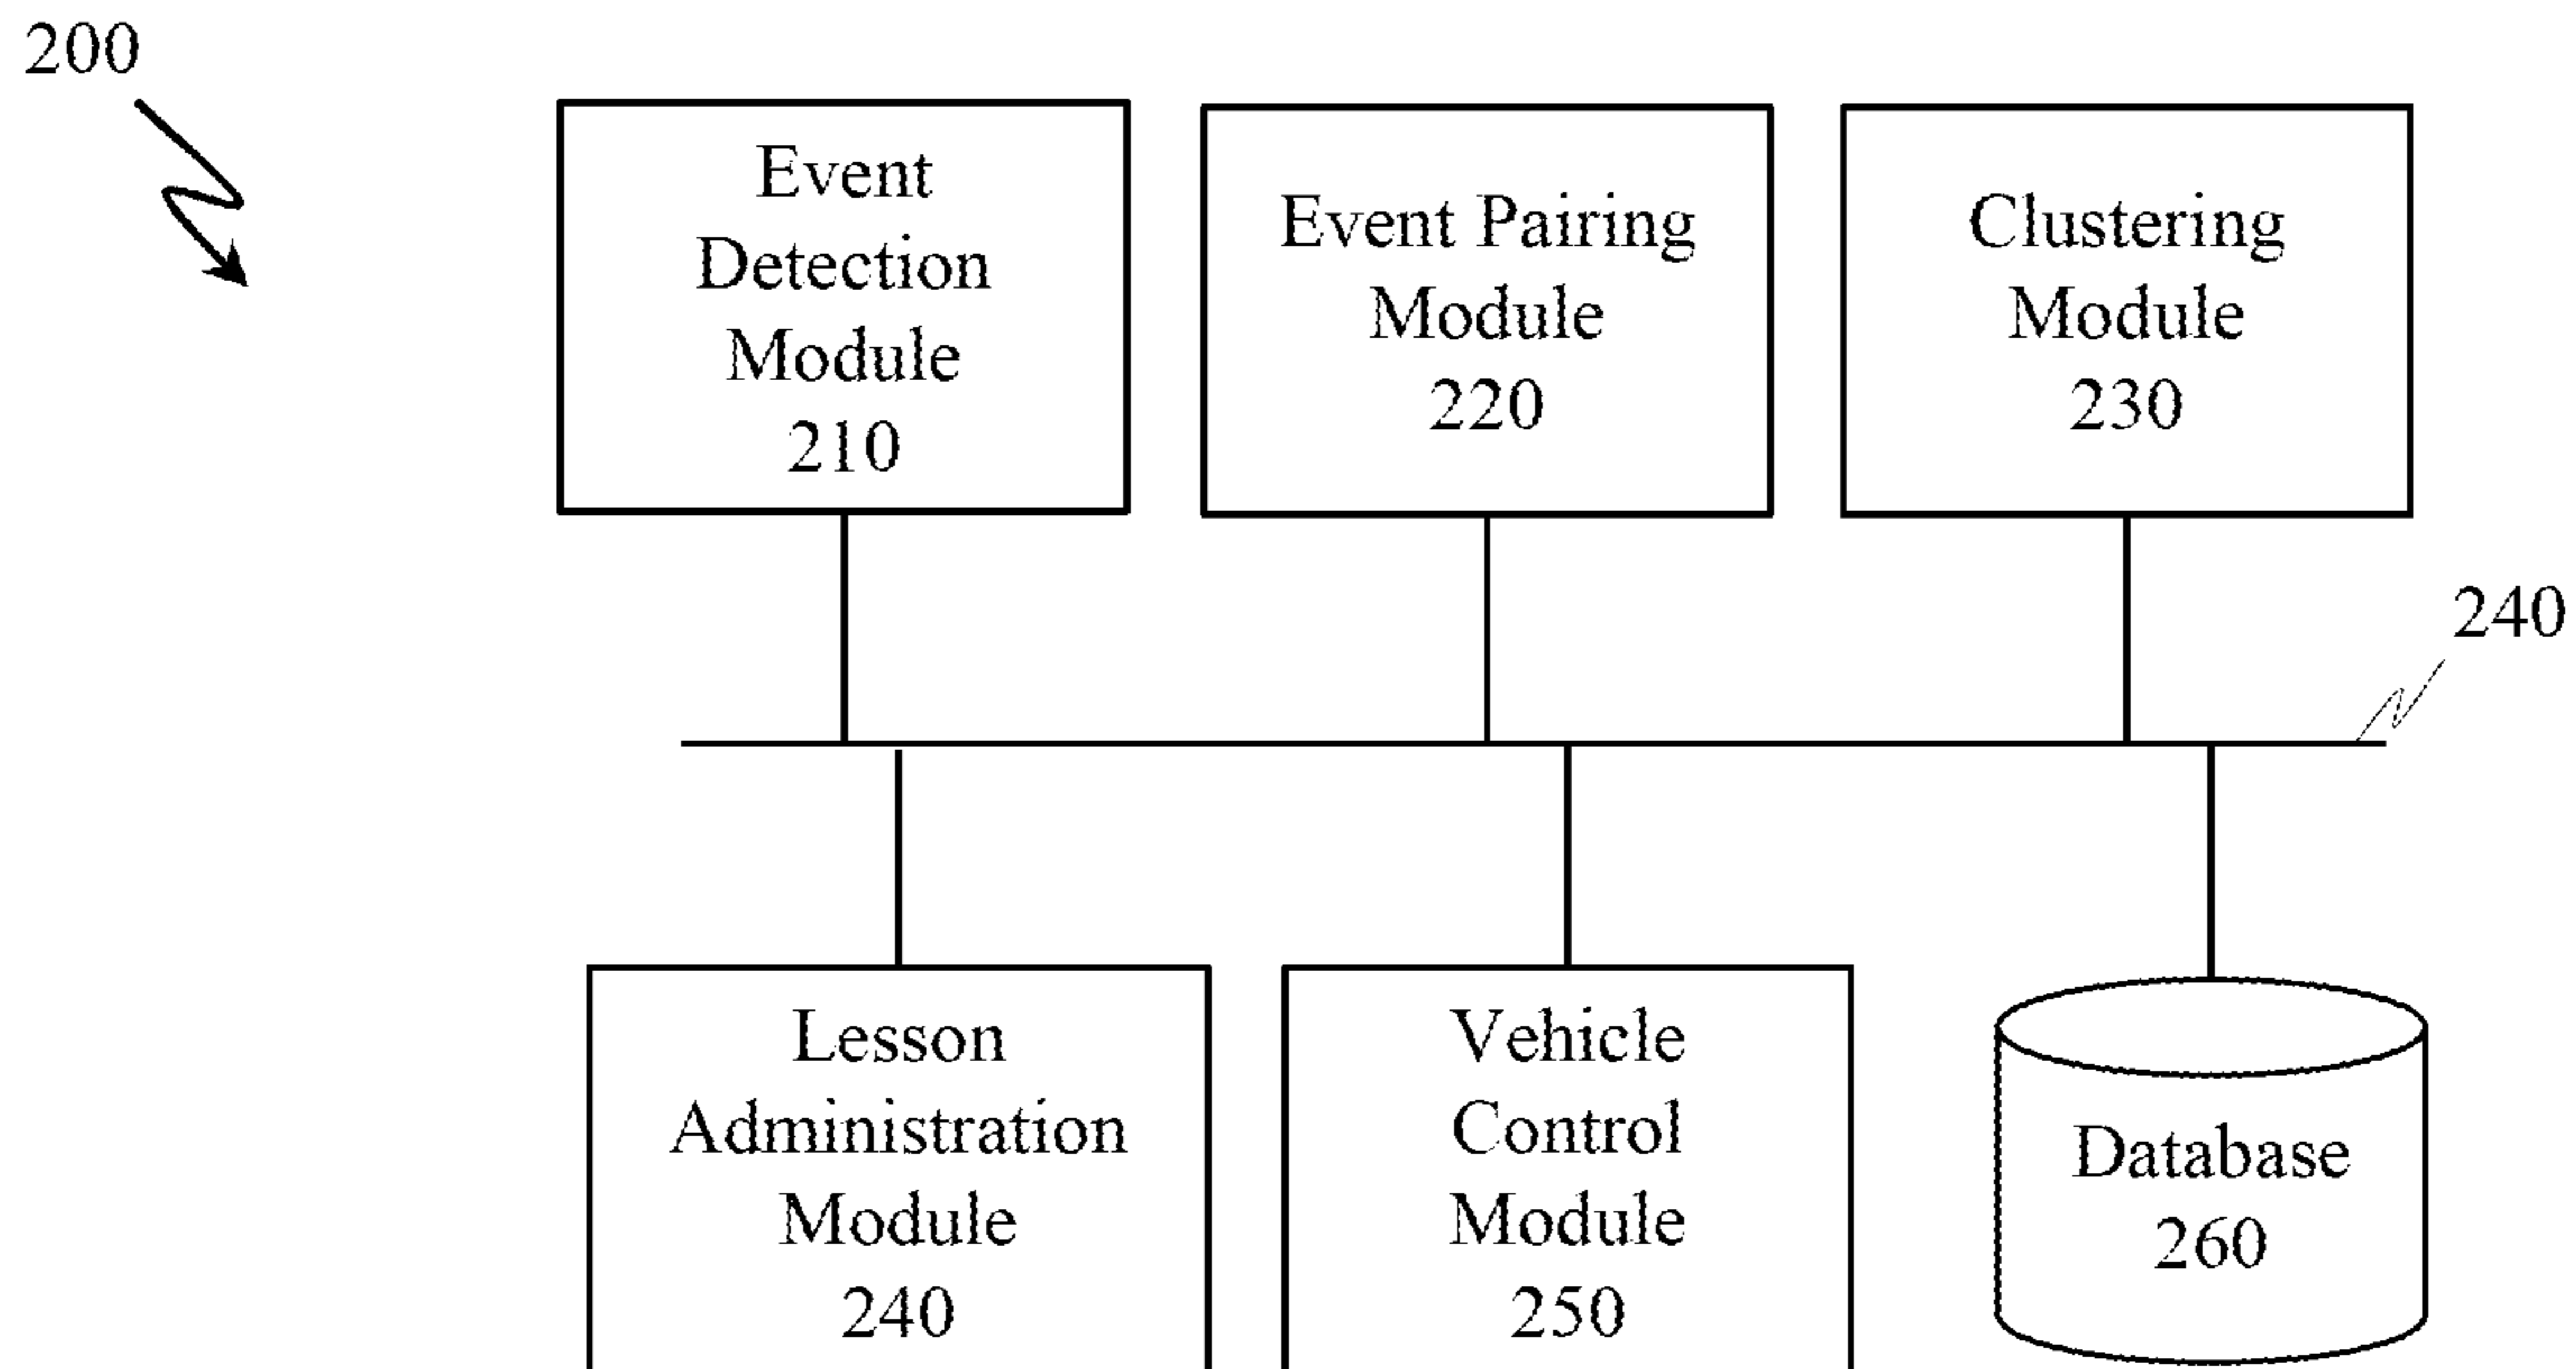 200
Event
Detection
Module
210
Event Pairing
Module
220
Clustering
Module
230
240
Lesson
Administration
Module
240
Vehicle
Control
Module
250
Database
260